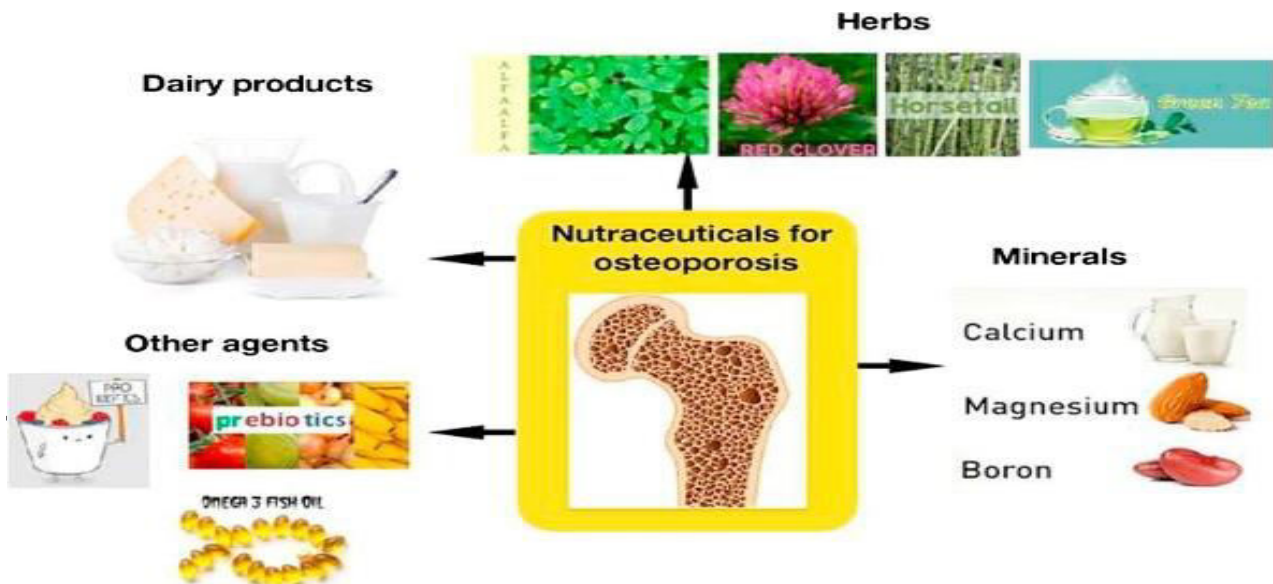 Herbs
ALFAALFA
RED CLOVER
Horsetail
Green Tea
Dairy products
Nutraceuticals for
osteoporosis
Minerals
Calcium
Magnesium
Boron
Other agents
PRO
prebiotics
OMEGA 3 FISH OIL